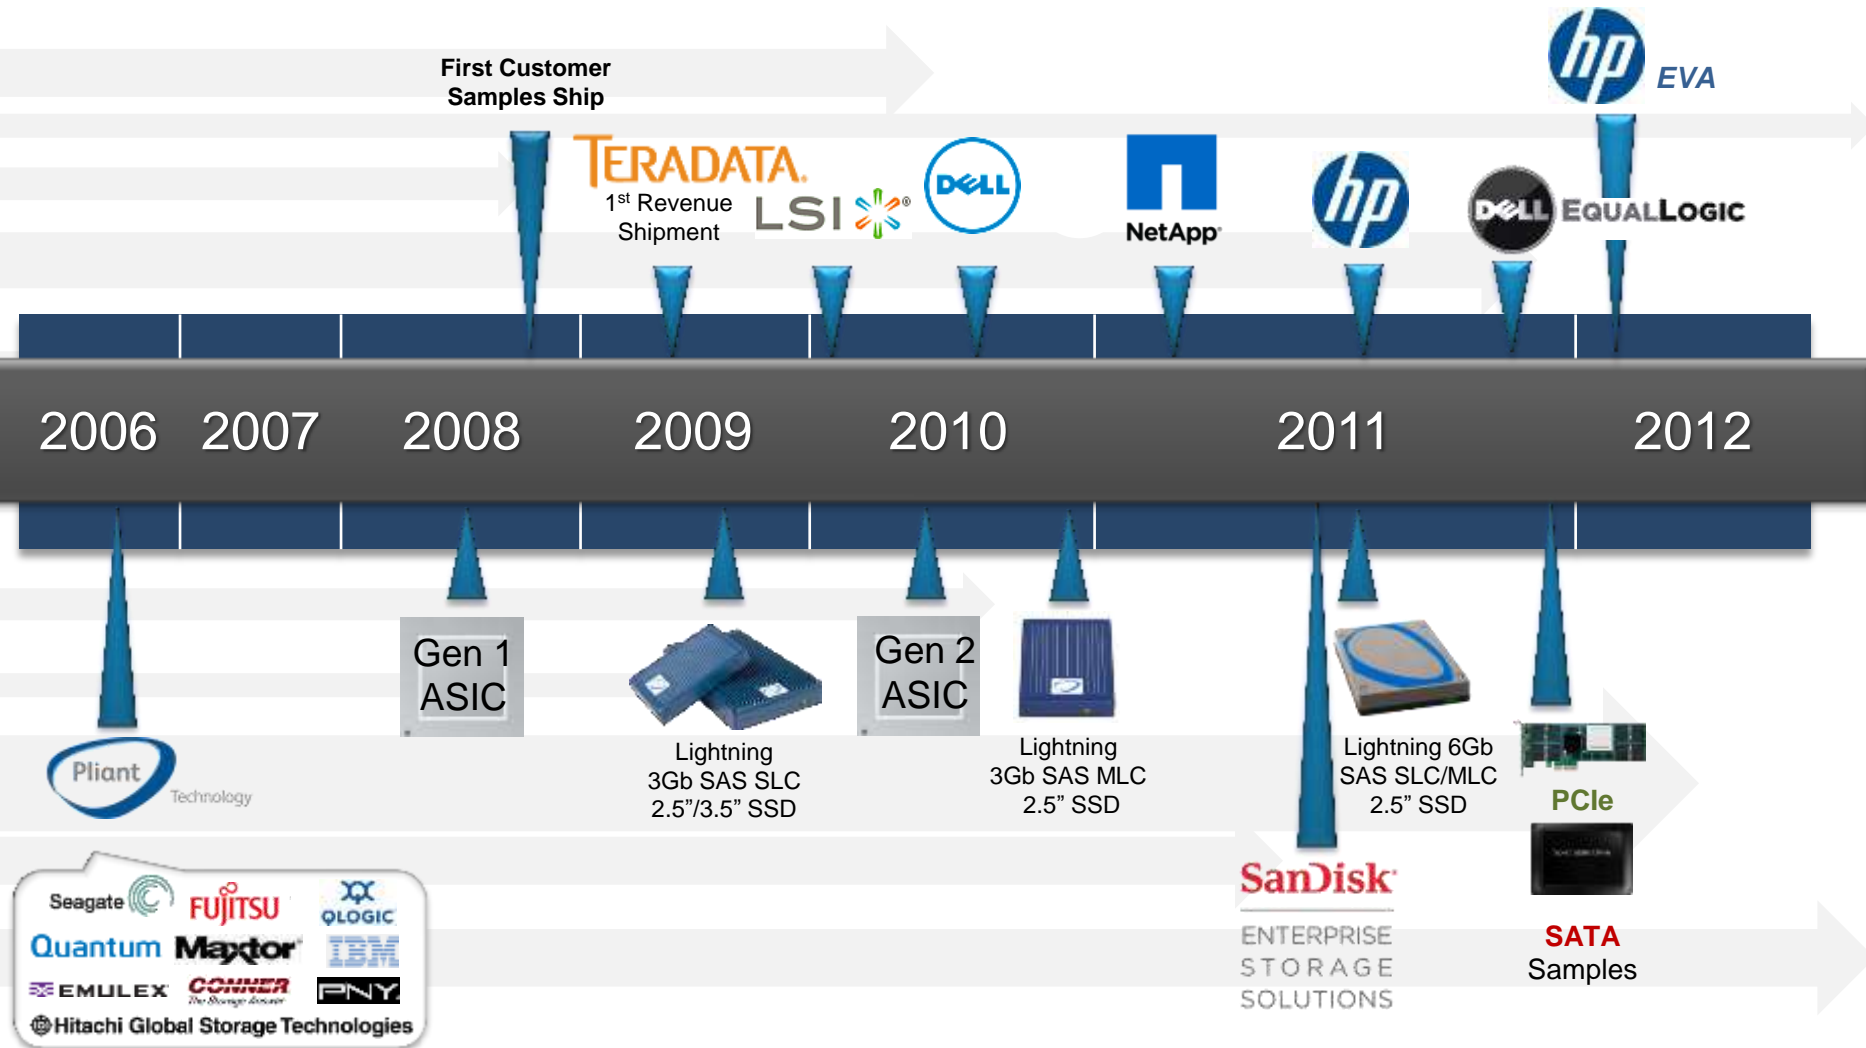 First Customer
Samples Ship
hp
EVA
TERADATA.
1st Revenue
Shipment
LSI
DELL
NetApp
hp
DELL EQUALLOGIC
2006
2007
2008
2009
2010
2011
2012
Pliant
Technology
Gen 1
ASIC
Lightning
3Gb SAS SLC
2.5”/3.5” SSD
Gen 2
ASIC
Lightning
3Gb SAS MLC
2.5” SSD
Lightning 6Gb
SAS SLC/MLC
2.5” SSD
PCIe
SanDisk
ENTERPRISE
STORAGE
SOLUTIONS
SATA
Samples
Seagate
FUJITSU
QLOGIC
Quantum
Maxtor
IBM
EMULEX
CONNER
The Storage Answer
PNY
Hitachi Global Storage Technologies